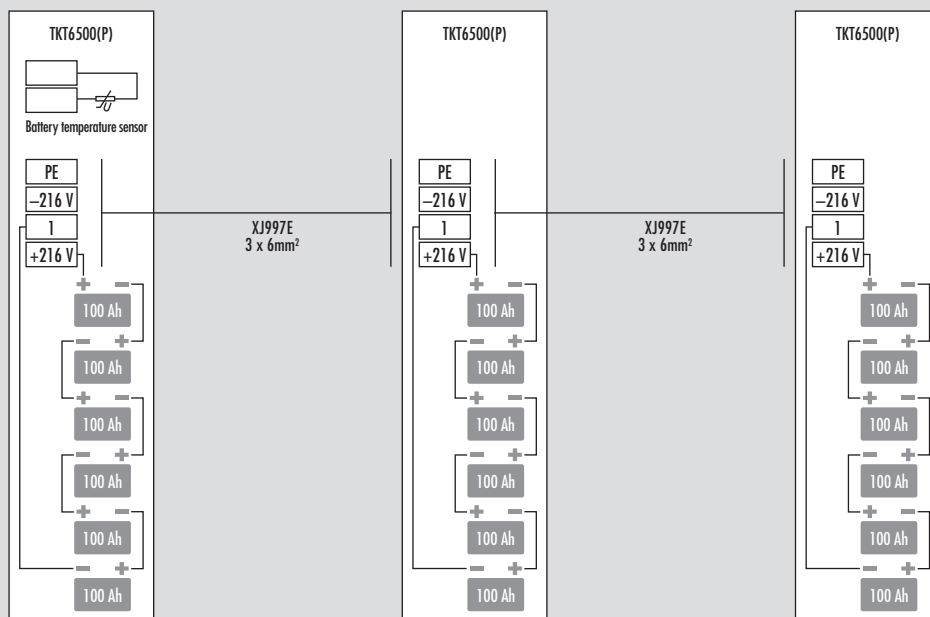 TKT6500(P)
Battery temperature sensor
PE
–216 V
1
+216 V
+ –
100 Ah
– +
100 Ah
+ –
100 Ah
– +
100 Ah
+ –
100 Ah
– +
100 Ah
XJ997E
3 x 6mm²
TKT6500(P)
PE
–216 V
1
+216 V
+ –
100 Ah
– +
100 Ah
+ –
100 Ah
– +
100 Ah
+ –
100 Ah
– +
100 Ah
XJ997E
3 x 6mm²
TKT6500(P)
PE
–216 V
1
+216 V
+ –
100 Ah
– +
100 Ah
+ –
100 Ah
– +
100 Ah
+ –
100 Ah
– +
100 Ah